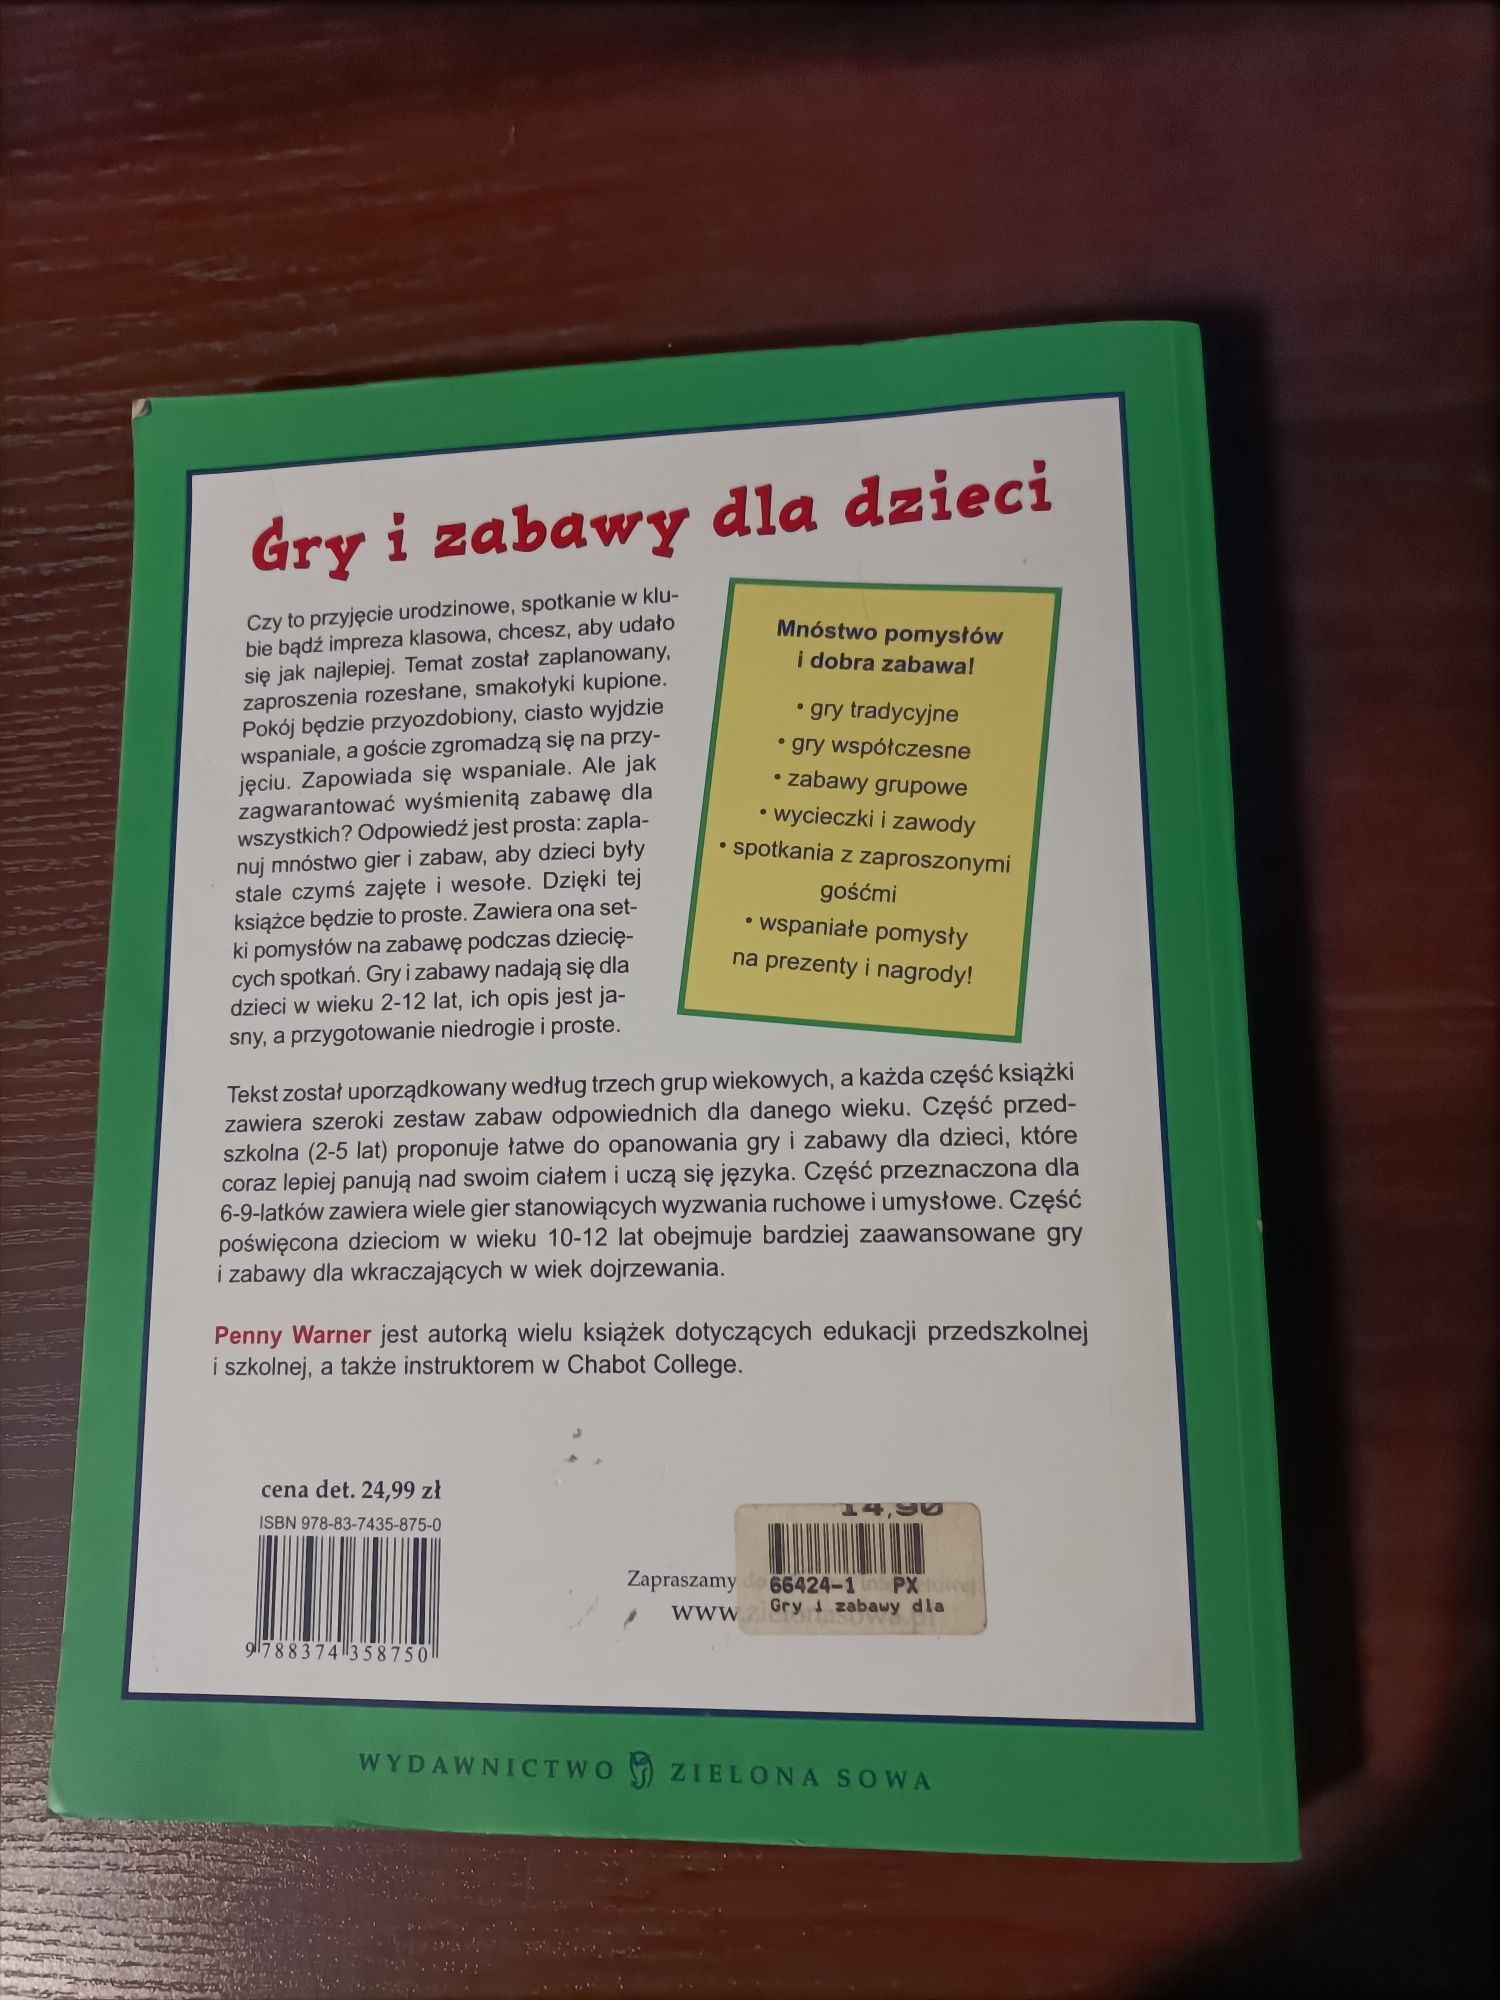 Gry i zabawy dla dzieci
Czy to przyjęcie urodzinowe, spotkanie w klu-
bie bądź impreza klasowa, chcesz, aby udało
się jak najlepiej. Temat został zaplanowany,
zaproszenia rozesłane, smakołyki kupione.
Pokój będzie przyozdobiony, ciasto wyjdzie
wspaniale, a goście zgromadzą się na przy-
jęciu. Zapowiada się wspaniale. Ale jak
zagwarantować wyśmienitą zabawę dla
wszystkich? Odpowiedź jest prosta: zapla-
nuj mnóstwo gier i zabaw, aby dzieci były
stale czymś zajęte i wesołe. Dzięki tej
książce będzie to proste. Zawiera ona set-
ki pomysłów na zabawę podczas dziecię-
cych spotkań. Gry i zabawy nadają się dla
dzieci w wieku 2-12 lat, ich opis jest ja-
sny, a przygotowanie niedrogie i proste.
Mnóstwo pomysłów
i dobra zabawa!
• gry tradycyjne
• gry współczesne
• zabawy grupowe
• wycieczki i zawody
• spotkania z zaproszonymi
gośćmi
• wspaniałe pomysły
na prezenty i nagrody!
Tekst został uporządkowany według trzech grup wiekowych, a każda część książki
zawiera szeroki zestaw zabaw odpowiednich dla danego wieku. Część przed-
szkolna (2-5 lat) proponuje łatwe do opanowania gry i zabawy dla dzieci, które
coraz lepiej panują nad swoim ciałem i uczą się języka. Część przeznaczona dla
6-9-latków zawiera wiele gier stanowiących wyzwania ruchowe i umysłowe. Część
poświęcona dzieciom w wieku 10-12 lat obejmuje bardziej zaawansowane gry
i zabawy dla wkraczających w wiek dojrzewania.
Penny Warner jest autorką wielu książek dotyczących edukacji przedszkolnej
i szkolnej, a także instruktorem w Chabot College.
cena det. 24,99 zł
ISBN 978-83-7435-875-0
9 788374 358750
Zapraszamy
www
14,90
66424-1 PX
Gry i zabawy dla
WYDAWNICTWO ZIELONA SOWA